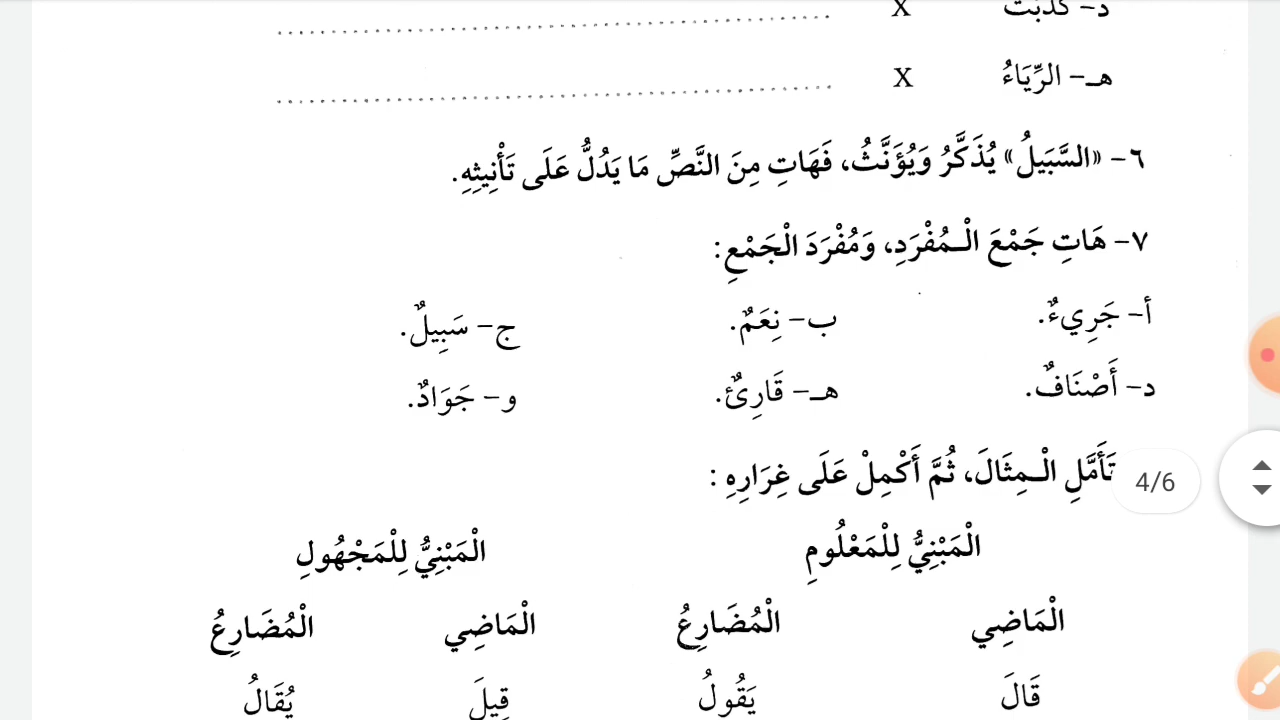 د- كَذَبْتَ X ........................
هـ- الرِّيَاءُ X ........................
٦- «السَّبَيلُ» يُذَكَّرُ وَيُؤَنَّثُ، فَهَاتِ مِنَ النَّصِّ مَا يَدُلُّ عَلَى تَأْنِيثِهِ.
٧- هَاتِ جَمْعَ الْـمُفْرَدِ، وَمُفْرَدَ الْجَمْعِ:
أ- جَرِيءٌ. ب- نِعَمٌ. ج- سَبِيلٌ.
د- أَصْنَافٌ. هـ- قَارِئٌ. و- جَوَادٌ.
تَأَمَّلِ الْـمِثَالَ، ثُمَّ أَكْمِلْ عَلَى غِرَارِهِ :
4/6
الْمَبْنِيُّ لِلْمَعْلُومِ الْمَبْنِيُّ لِلْمَجْهُولِ
الْمَاضِي الْمُضَارِعُ الْمَاضِي الْمُضَارِعُ
قَالَ يَقُولُ قِيلَ يُقَالُ